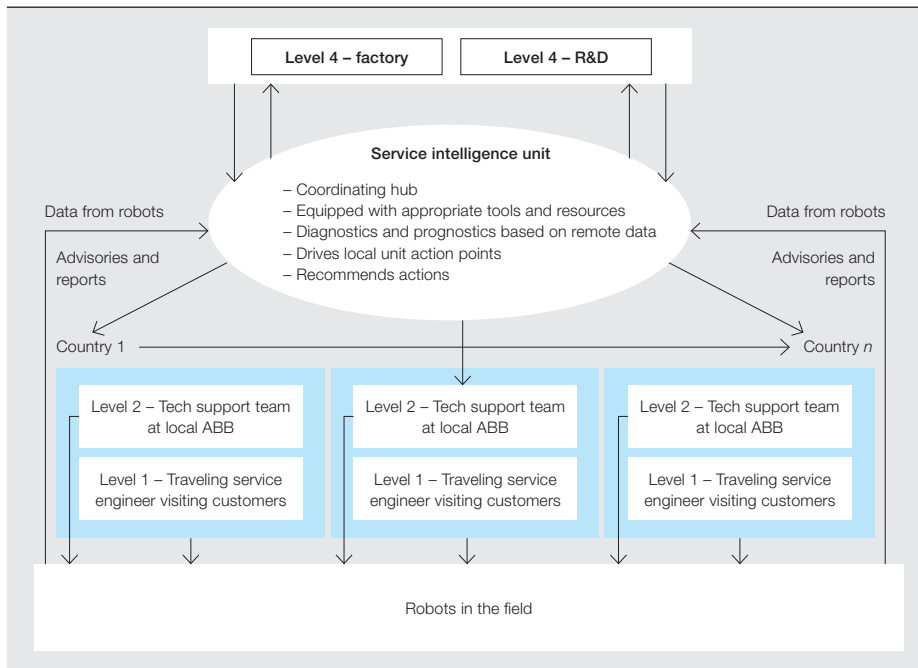 Level 4 – factory
Level 4 – R&D
Service intelligence unit
– Coordinating hub
– Equipped with appropriate tools and resources
– Diagnostics and prognostics based on remote data
– Drives local unit action points
– Recommends actions
Data from robots
Advisories and
reports
Data from robots
Advisories and
reports
Country 1
Country n
Level 2 – Tech support team
at local ABB
Level 1 – Traveling service
engineer visiting customers
Level 2 – Tech support team
at local ABB
Level 1 – Traveling service
engineer visiting customers
Level 2 – Tech support team
at local ABB
Level 1 – Traveling service
engineer visiting customers
Robots in the field